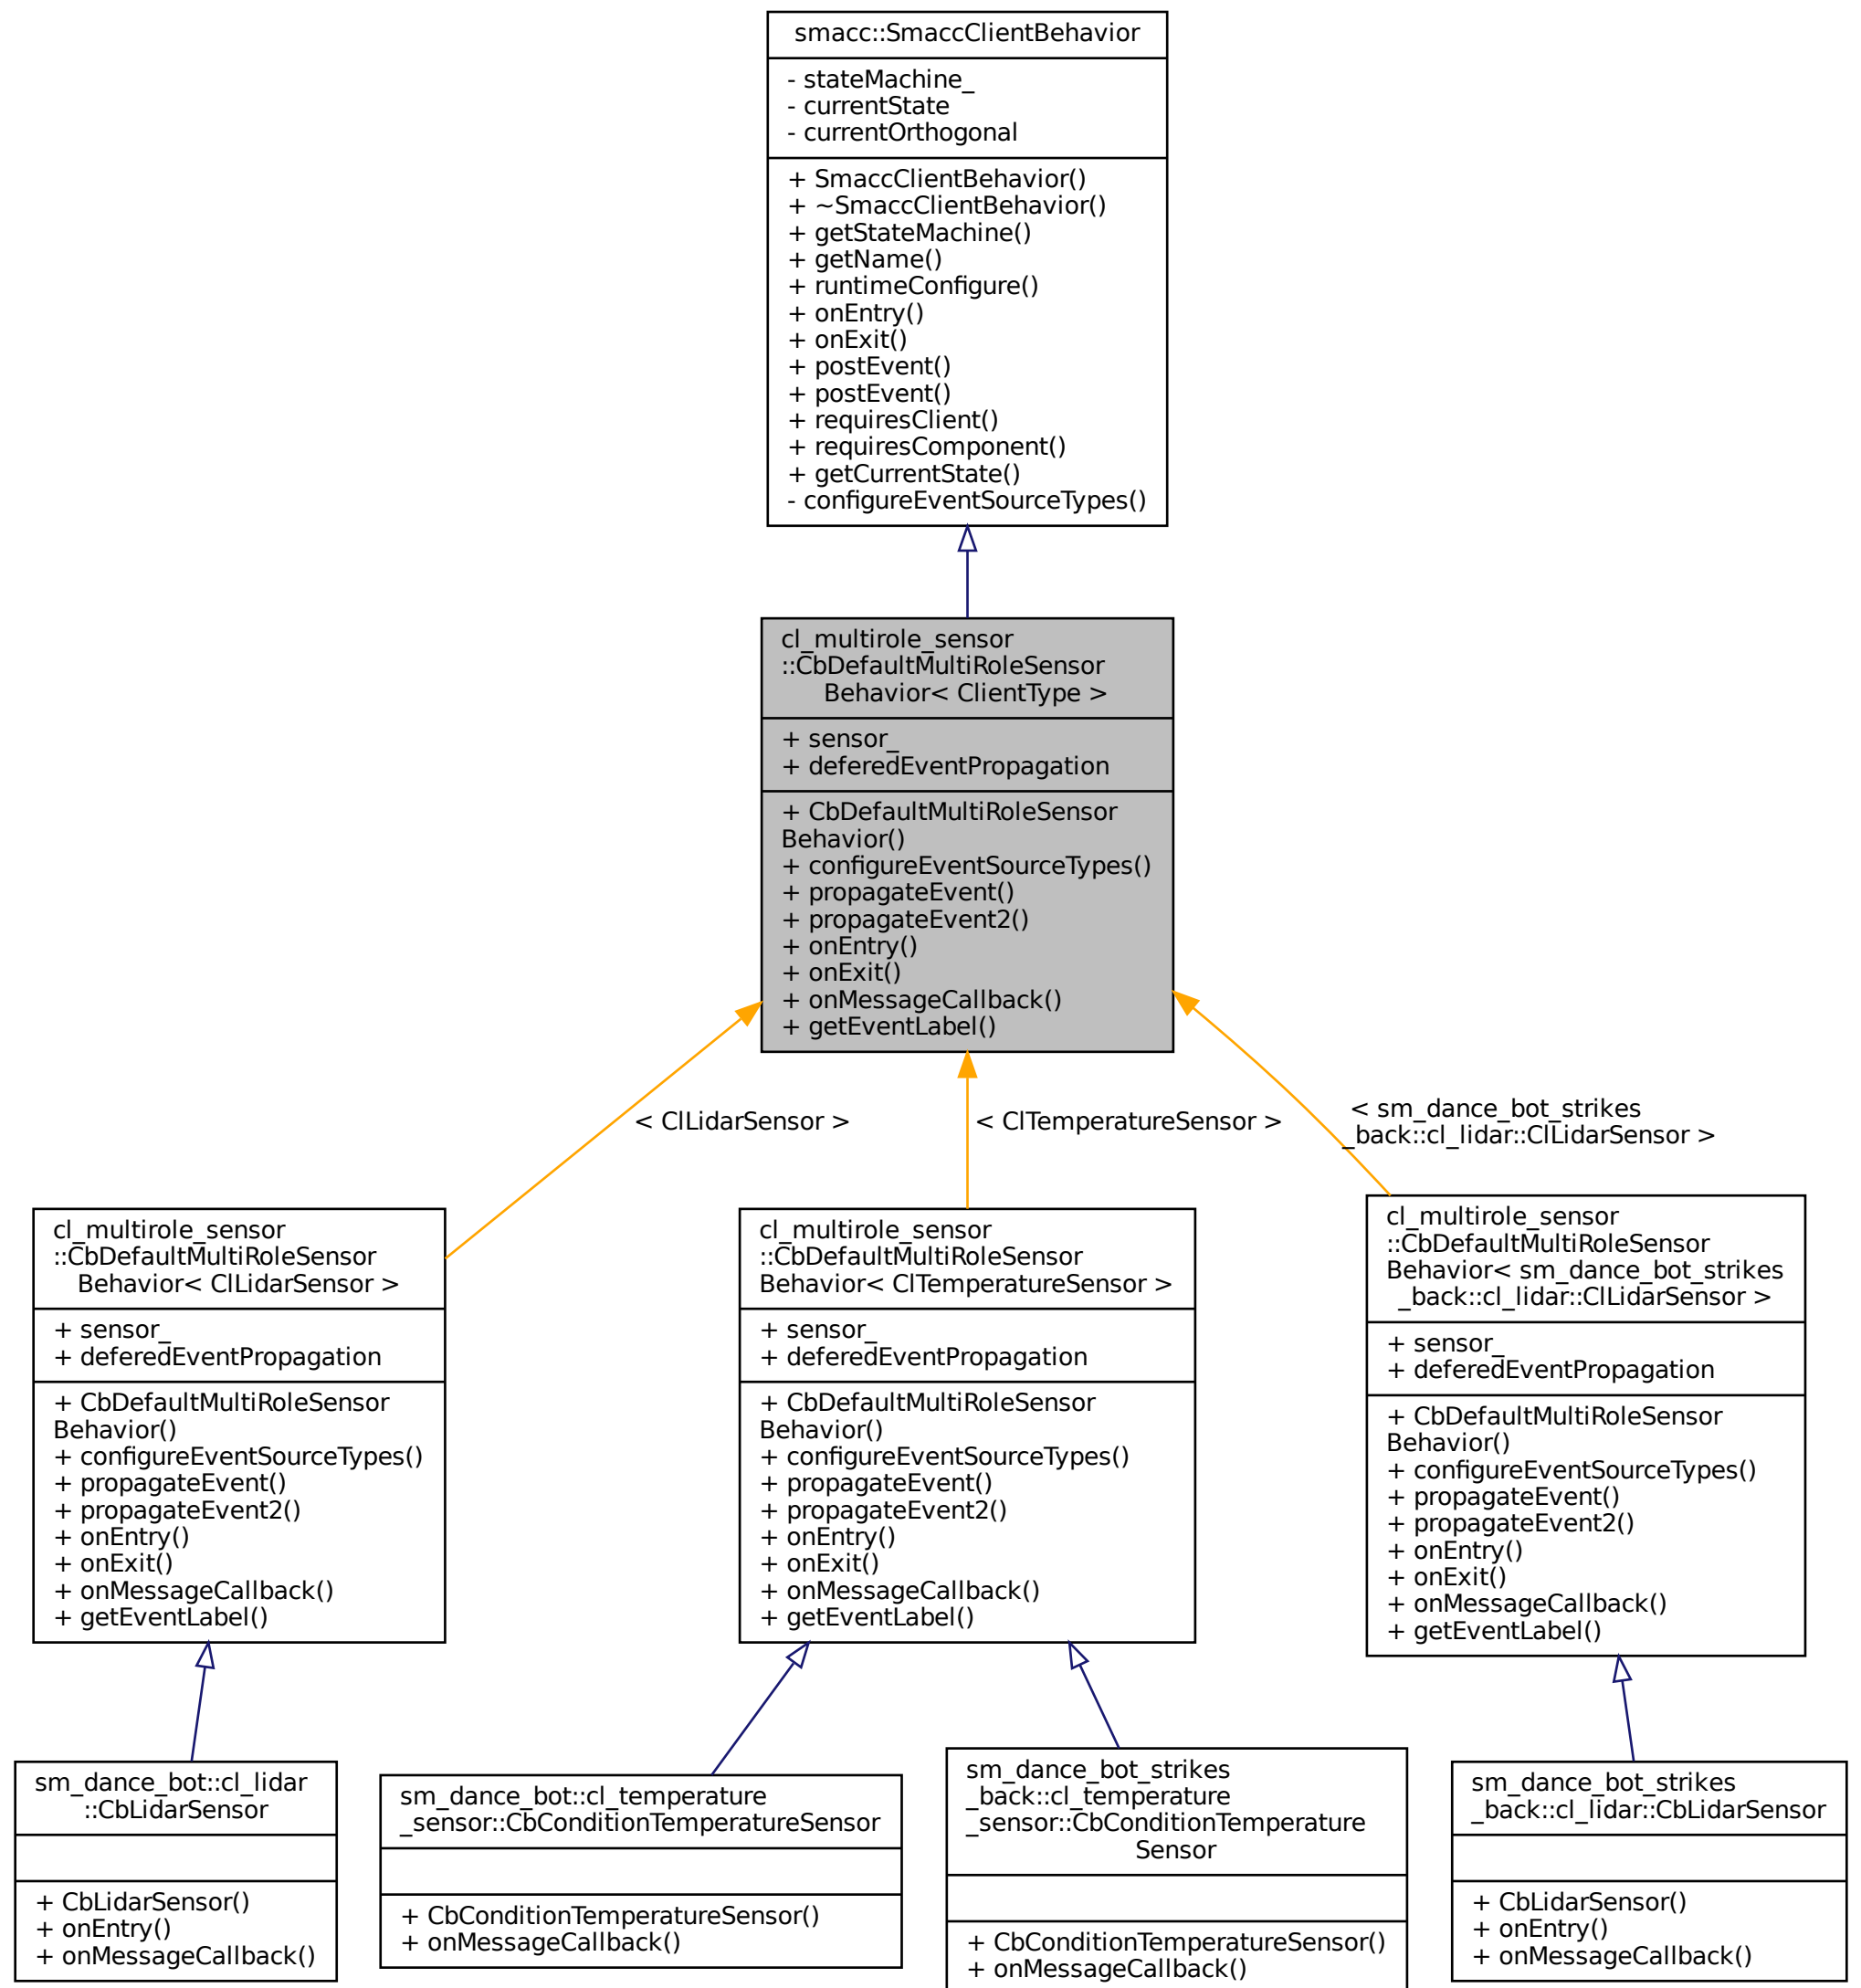 smacc::SmaccClientBehavior
- stateMachine_
- currentState
- currentOrthogonal
+ SmaccClientBehavior()
+ ~SmaccClientBehavior()
+ getStateMachine()
+ getName()
+ runtimeConfigure()
+ onEntry()
+ onExit()
+ postEvent()
+ postEvent()
+ requiresClient()
+ requiresComponent()
+ getCurrentState()
- configureEventSourceTypes()
cl_multirole_sensor
::CbDefaultMultiRoleSensor
Behavior< ClientType >
+ sensor_
+ deferedEventPropagation
+ CbDefaultMultiRoleSensor
Behavior()
+ configureEventSourceTypes()
+ propagateEvent()
+ propagateEvent2()
+ onEntry()
+ onExit()
+ onMessageCallback()
+ getEventLabel()
< ClLidarSensor >
< ClTemperatureSensor >
< sm_dance_bot_strikes
_back::cl_lidar::ClLidarSensor >
cl_multirole_sensor
::CbDefaultMultiRoleSensor
Behavior< ClLidarSensor >
+ sensor_
+ deferedEventPropagation
+ CbDefaultMultiRoleSensor
Behavior()
+ configureEventSourceTypes()
+ propagateEvent()
+ propagateEvent2()
+ onEntry()
+ onExit()
+ onMessageCallback()
+ getEventLabel()
cl_multirole_sensor
::CbDefaultMultiRoleSensor
Behavior< ClTemperatureSensor >
+ sensor_
+ deferedEventPropagation
+ CbDefaultMultiRoleSensor
Behavior()
+ configureEventSourceTypes()
+ propagateEvent()
+ propagateEvent2()
+ onEntry()
+ onExit()
+ onMessageCallback()
+ getEventLabel()
cl_multirole_sensor
::CbDefaultMultiRoleSensor
Behavior< sm_dance_bot_strikes
_back::cl_lidar::ClLidarSensor >
+ sensor_
+ deferedEventPropagation
+ CbDefaultMultiRoleSensor
Behavior()
+ configureEventSourceTypes()
+ propagateEvent()
+ propagateEvent2()
+ onEntry()
+ onExit()
+ onMessageCallback()
+ getEventLabel()
sm_dance_bot::cl_lidar
::CbLidarSensor
+ CbLidarSensor()
+ onEntry()
+ onMessageCallback()
sm_dance_bot::cl_temperature
_sensor::CbConditionTemperatureSensor
+ CbConditionTemperatureSensor()
+ onMessageCallback()
sm_dance_bot_strikes
_back::cl_temperature
_sensor::CbConditionTemperature
Sensor
+ CbConditionTemperatureSensor()
+ onMessageCallback()
sm_dance_bot_strikes
_back::cl_lidar::CbLidarSensor
+ CbLidarSensor()
+ onEntry()
+ onMessageCallback()